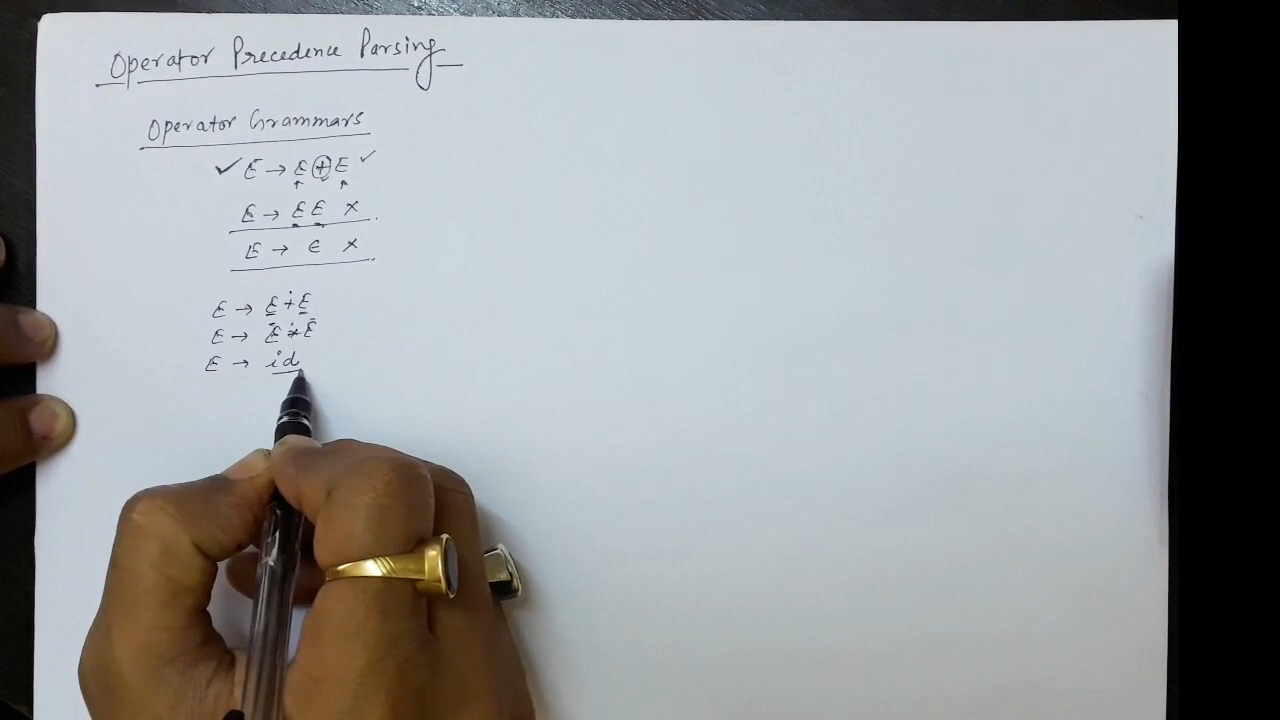 Operator Precedence Parsing
Operator Grammars
✓ E → E + E ✓
E → E E ×
E → ε ×
E → E + E
E → E * E
E → id